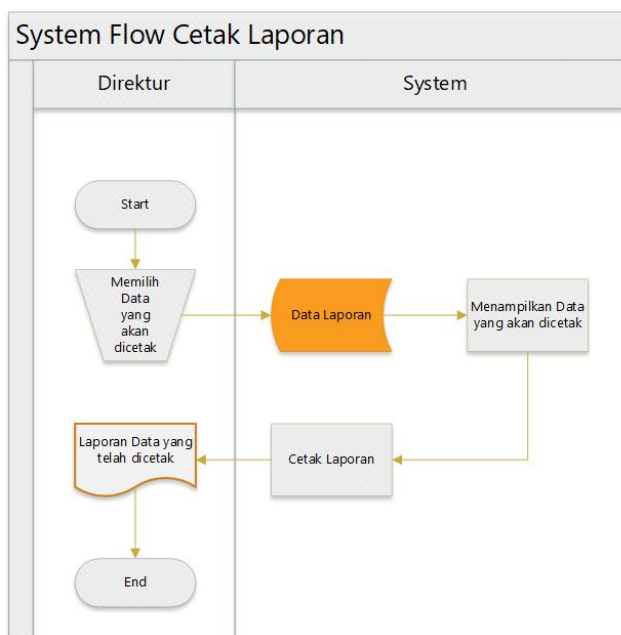 System Flow Cetak Laporan
Direktur
System
Start
Memilih
Data
yang
akan
dicetak
Data Laporan
Menampilkan Data
yang akan dicetak
Laporan Data yang
telah dicetak
Cetak Laporan
End